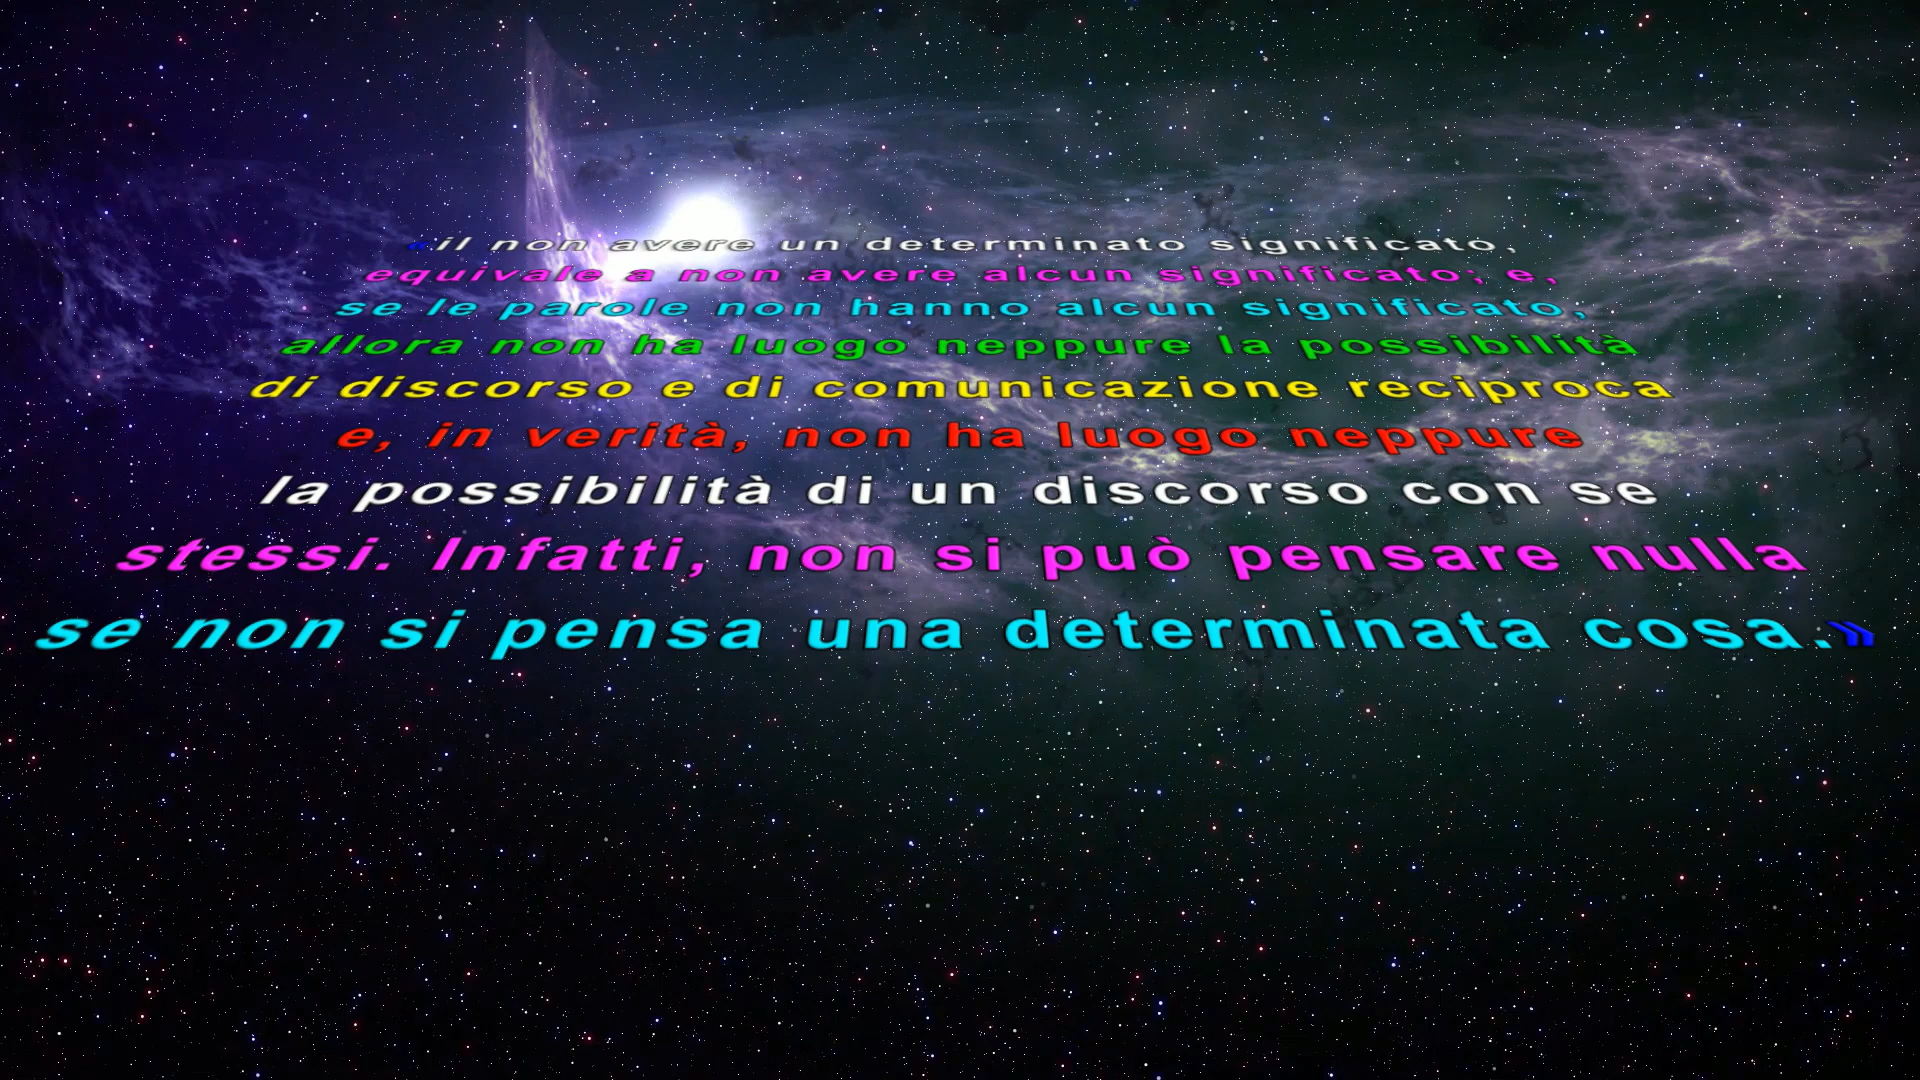 «il non avere un determinato significato,
equivale a non avere alcun significato; e,
se le parole non hanno alcun significato,
allora non ha luogo neppure la possibilità
di discorso e di comunicazione reciproca
e, in verità, non ha luogo neppure
la possibilità di un discorso con se
stessi. Infatti, non si può pensare nulla
se non si pensa una determinata cosa.»